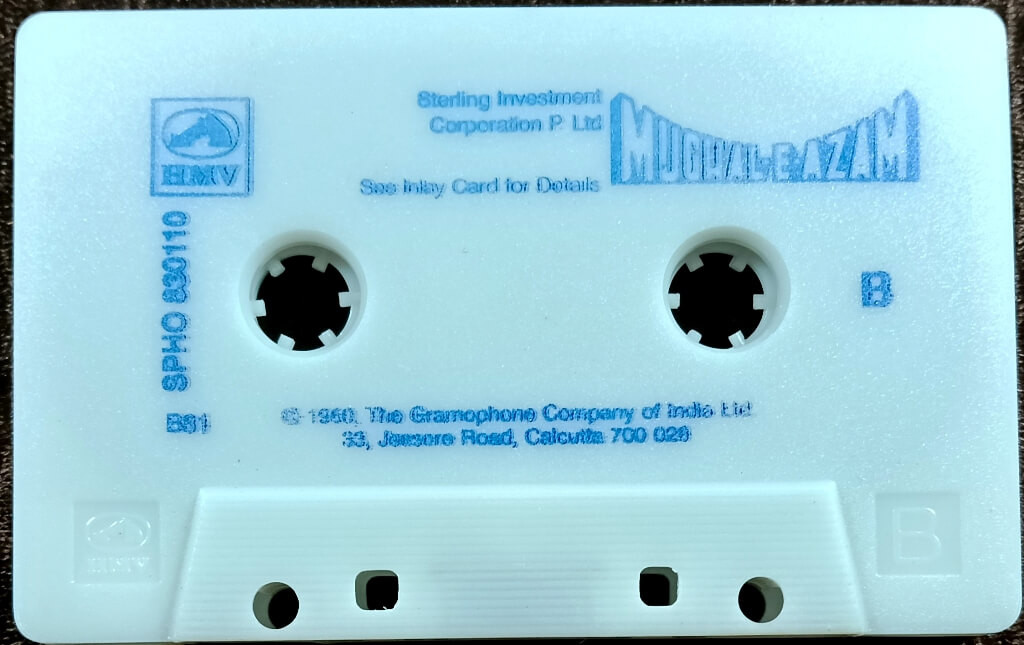 Sterling Investment
Corporation P. Ltd
MUGHAL-E-AZAM
See Inlay Card for Details
HMV
SPHO 830110
B
B61
℗ 1960, The Gramophone Company of India Ltd.
33, Jessore Road, Calcutta 700 028
HMV
B